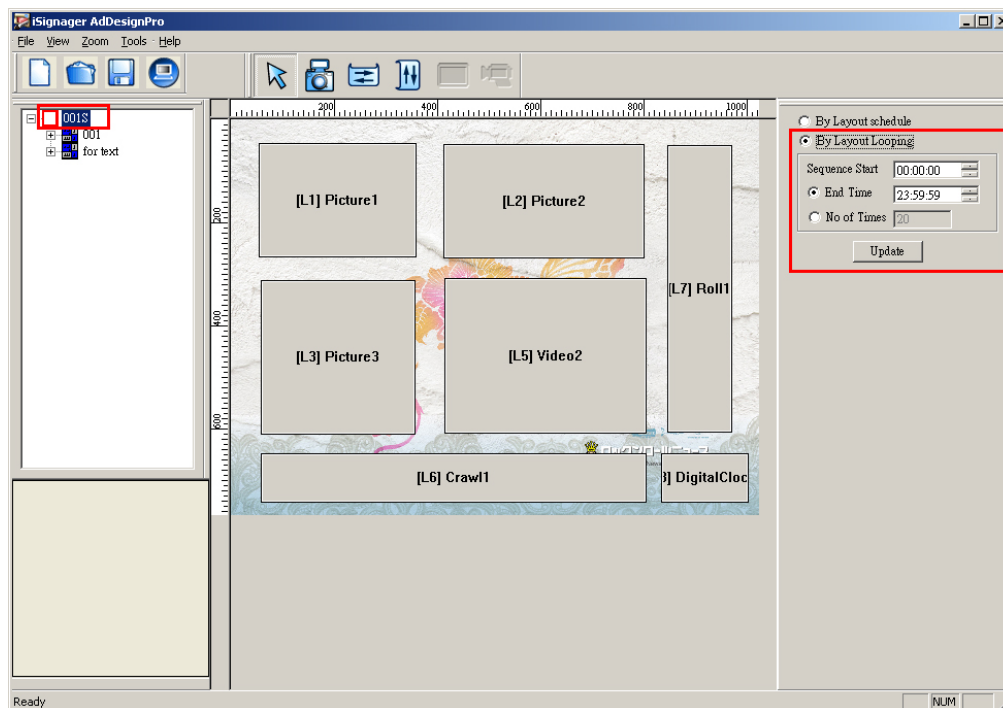 iSignager AdDesignPro
File View Zoom Tools Help
001S
001
for text
200 400 600 800 1000
200
400
600
[L1] Picture1
[L2] Picture2
[L7] Roll1
[L3] Picture3
[L5] Video2
[L6] Crawl1
] DigitalCloc
By Layout schedule
By Layout Looping
Sequence Start 00:00:00
End Time 23:59:59
No of Times 20
Update
Ready
NUM